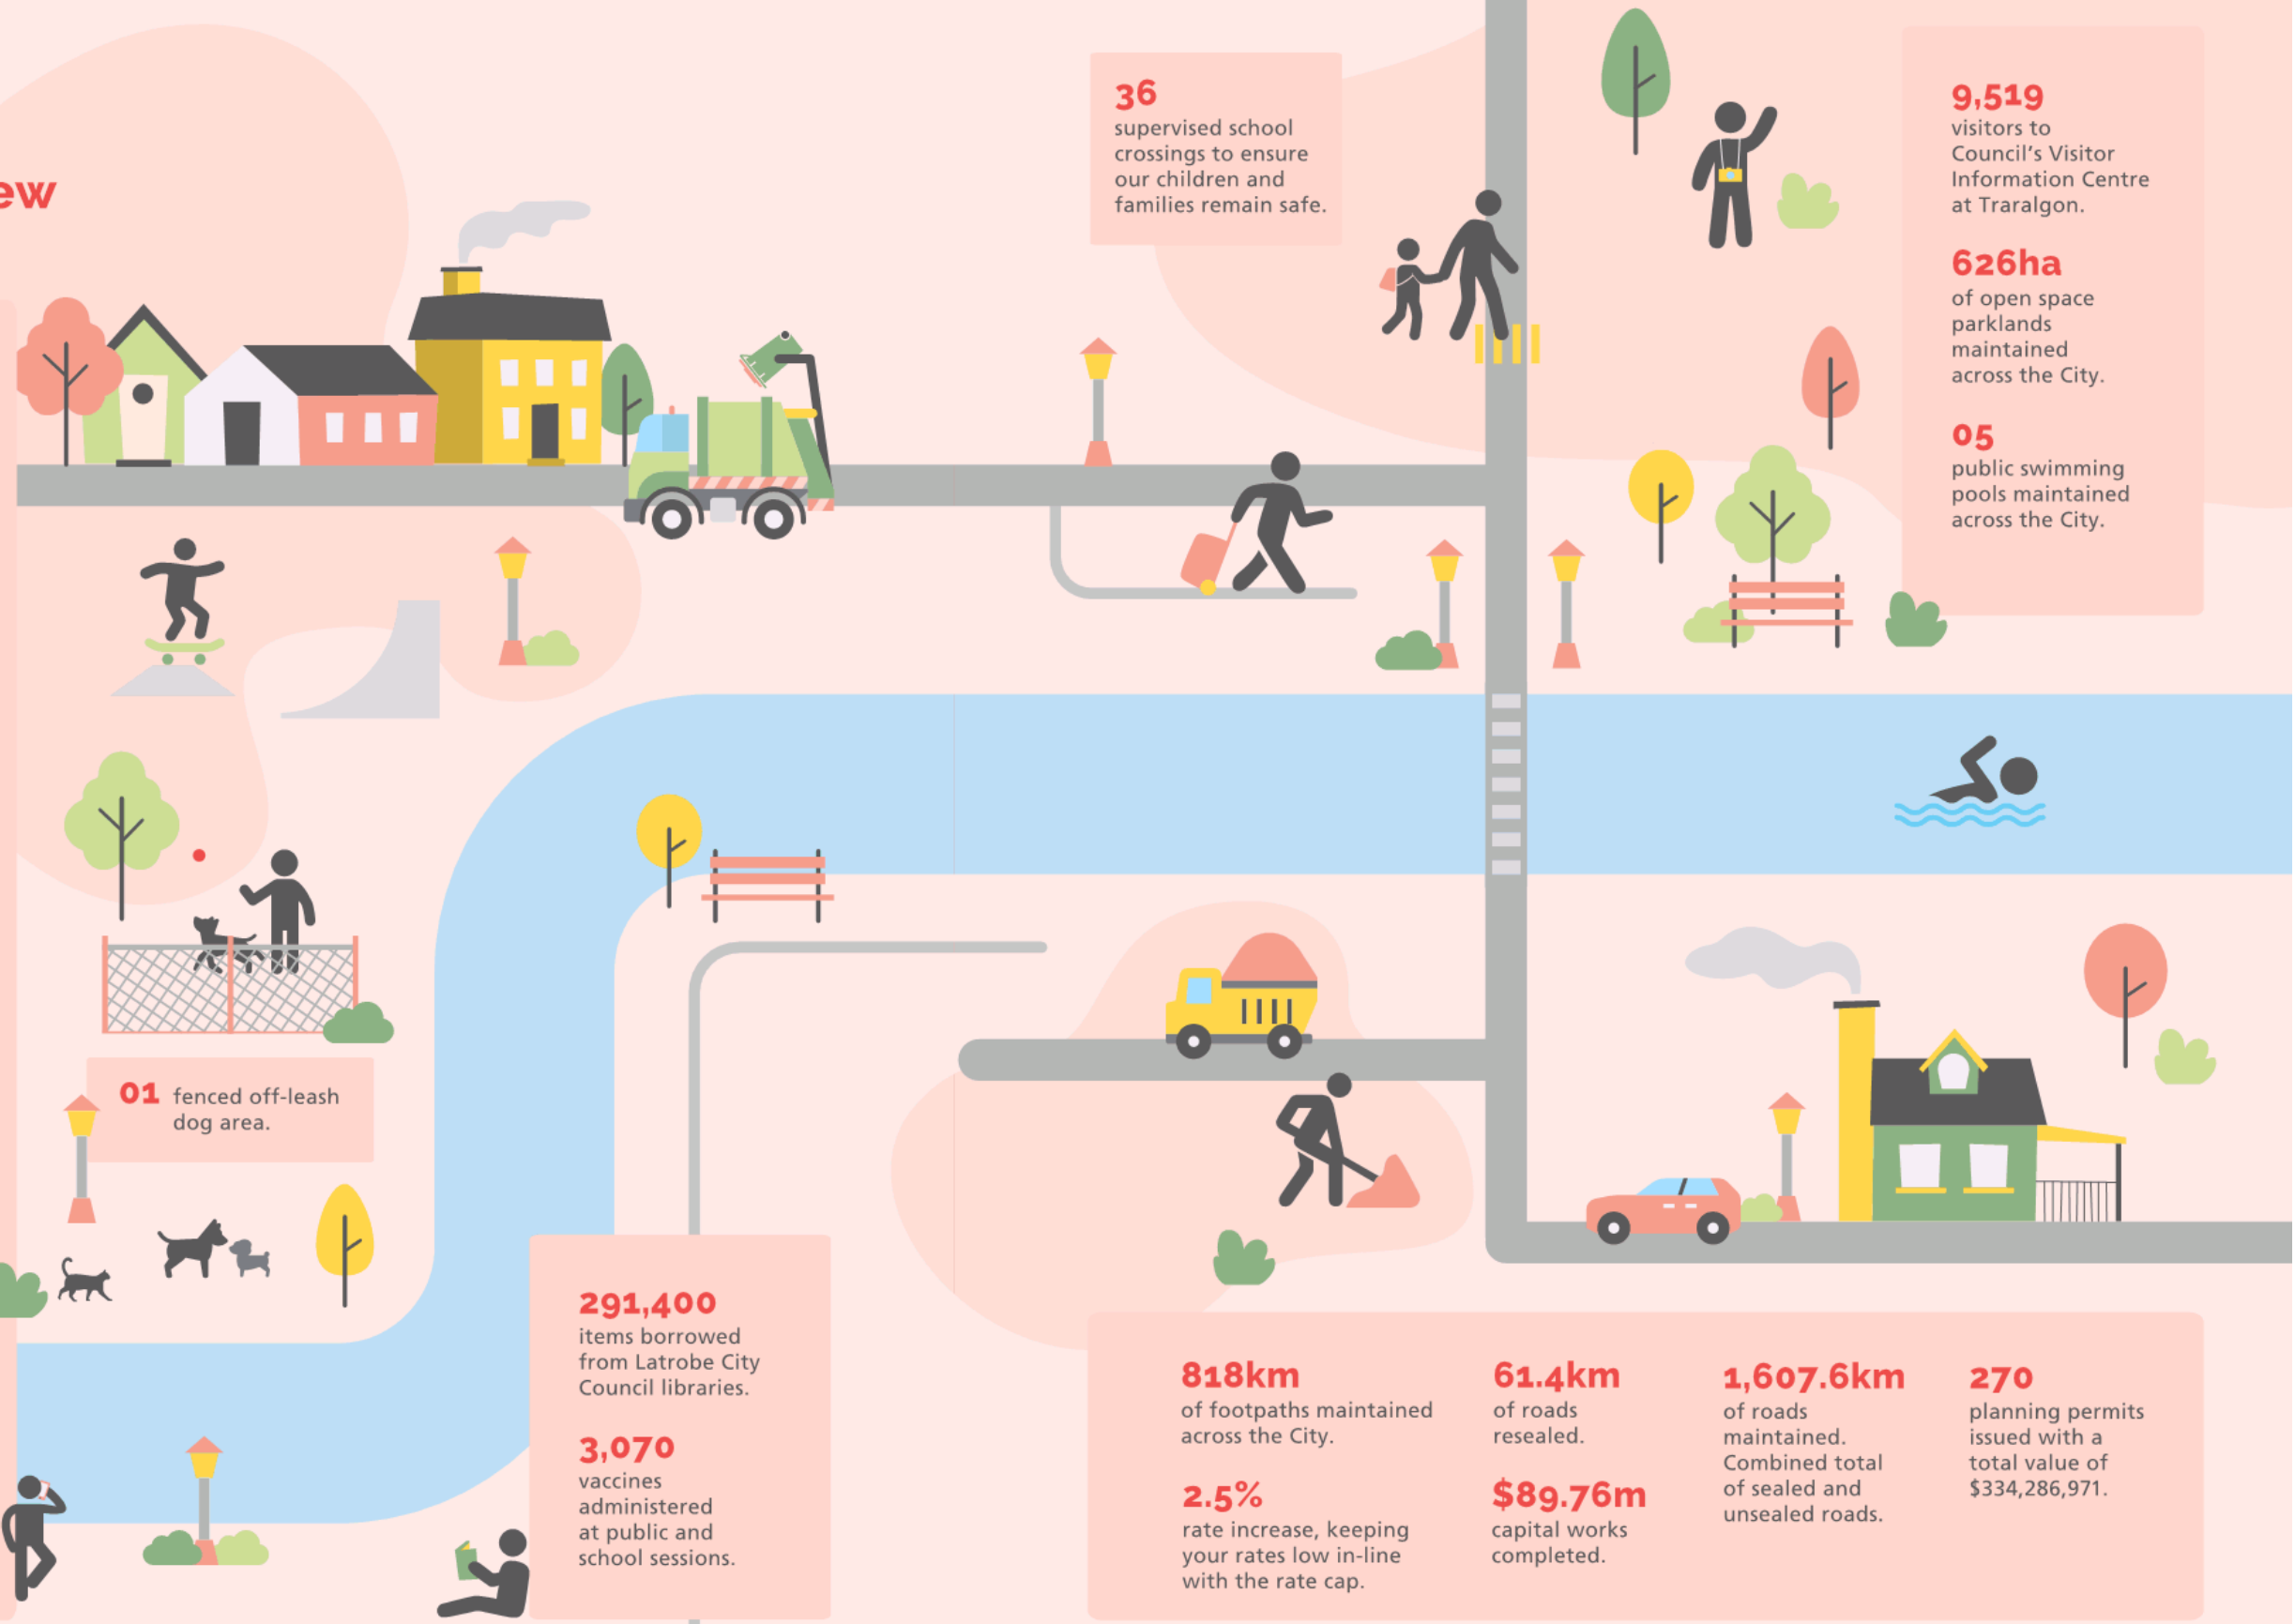 ew
36
supervised school
crossings to ensure
our children and
families remain safe.
9,519
visitors to
Council's Visitor
Information Centre
at Traralgon.
626ha
of open space
parklands
maintained
across the City.
05
public swimming
pools maintained
across the City.
01 fenced off-leash
dog area.
291,400
items borrowed
from Latrobe City
Council libraries.
3,070
vaccines
administered
at public and
school sessions.
818km
of footpaths maintained
across the City.
2.5%
rate increase, keeping
your rates low in-line
with the rate cap.
61.4km
of roads
resealed.
$89.76m
capital works
completed.
1,607.6km
of roads
maintained.
Combined total
of sealed and
unsealed roads.
270
planning permits
issued with a
total value of
$334,286,971.